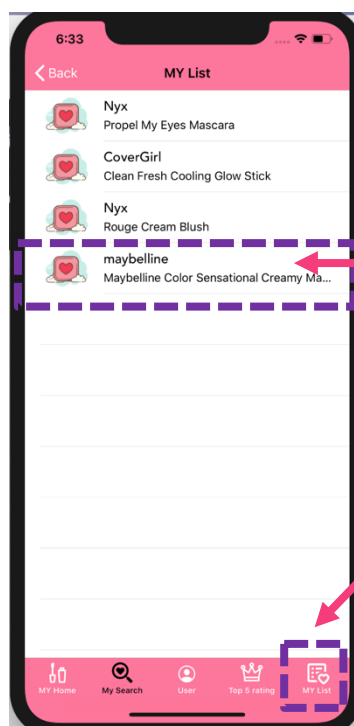 6:33
Back
MY List
Nyx
Propel My Eyes Mascara
CoverGirl
Clean Fresh Cooling Glow Stick
Nyx
Rouge Cream Blush
maybelline
Maybelline Color Sensational Creamy Ma...
MY Home My Search User Top 5 rating MY List